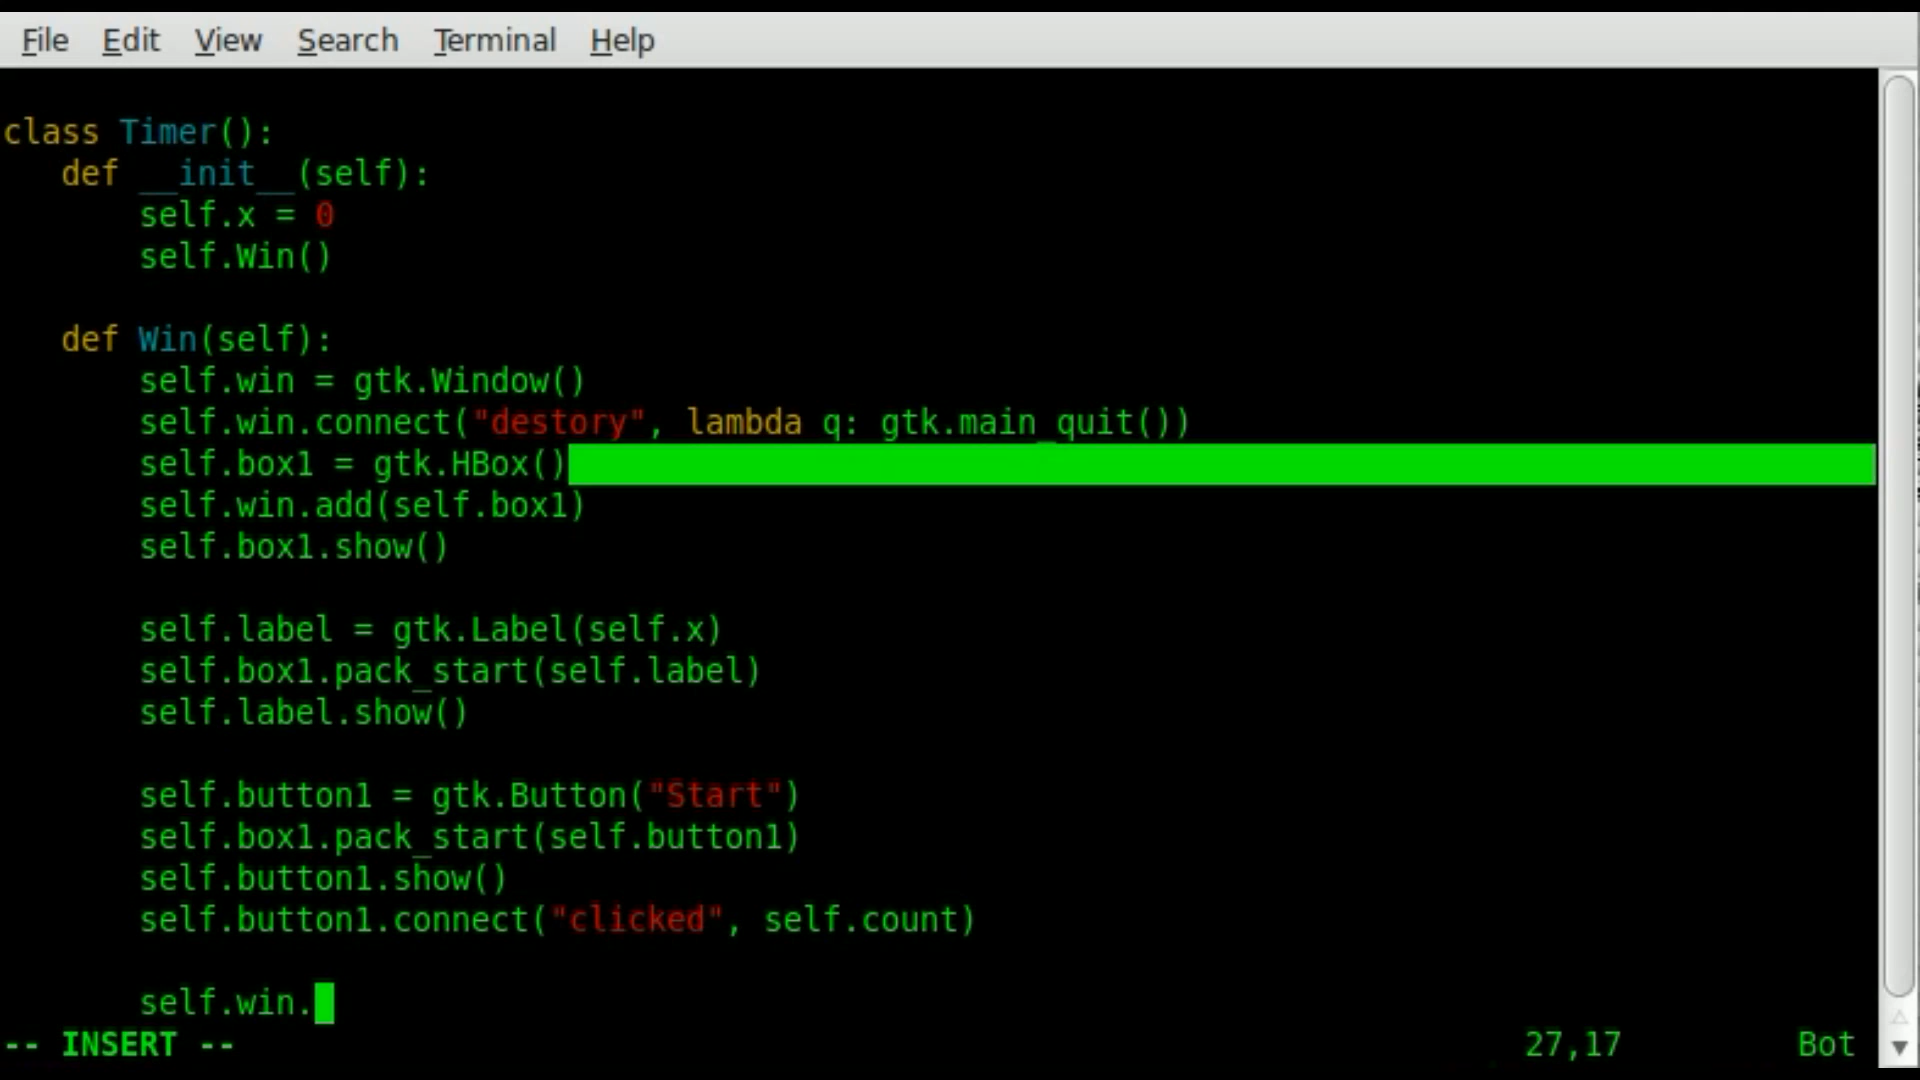 File Edit View Search Terminal Help
class Timer():
   def __init__(self):
       self.x = 0
       self.Win()
   def Win(self):
       self.win = gtk.Window()
       self.win.connect("destory", lambda q: gtk.main_quit())
       self.box1 = gtk.HBox()
       self.win.add(self.box1)
       self.box1.show()
       self.label = gtk.Label(self.x)
       self.box1.pack_start(self.label)
       self.label.show()
       self.button1 = gtk.Button("Start")
       self.box1.pack_start(self.button1)
       self.button1.show()
       self.button1.connect("clicked", self.count)
       self.win.
-- INSERT -- 27,17 Bot